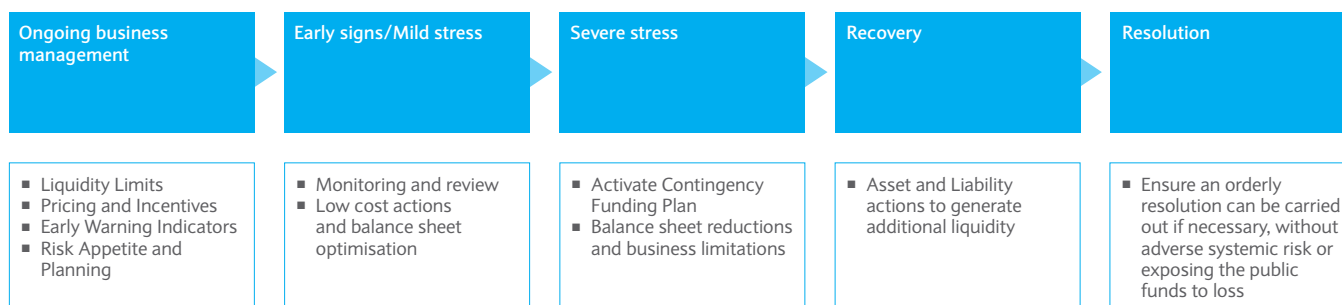 Ongoing business
management
Early signs/Mild stress
Severe stress
Recovery
Resolution
■ Liquidity Limits
■ Pricing and Incentives
■ Early Warning Indicators
■ Risk Appetite and
Planning
■ Monitoring and review
■ Low cost actions
and balance sheet
optimisation
■ Activate Contingency
Funding Plan
■ Balance sheet reductions
and business limitations
■ Asset and Liability
actions to generate
additional liquidity
■ Ensure an orderly
resolution can be carried
out if necessary, without
adverse systemic risk or
exposing the public
funds to loss